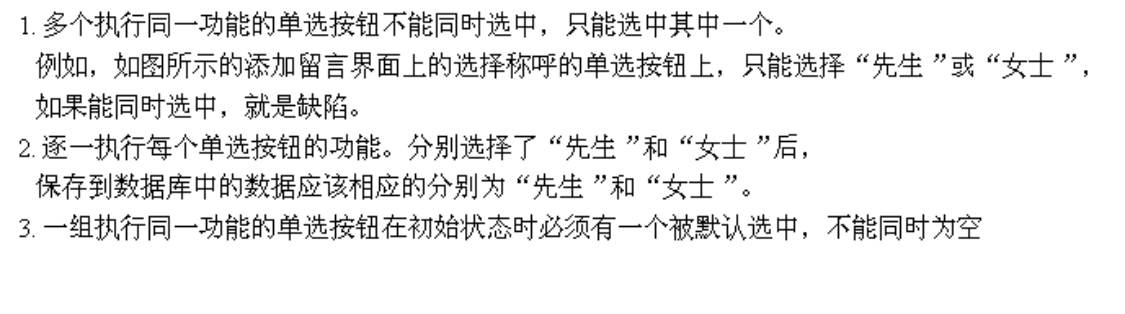 1. 多个执行同一功能的单选按钮不能同时选中，只能选中其中一个。
例如，如图所示的添加留言界面上的选择称呼的单选按钮上，只能选择“先生”或“女士”，
如果能同时选中，就是缺陷。
2. 逐一执行每个单选按钮的功能。分别选择了“先生”和“女士”后，
保存到数据库中的数据应该相应的分别为“先生”和“女士”。
3. 一组执行同一功能的单选按钮在初始状态时必须有一个被默认选中，不能同时为空